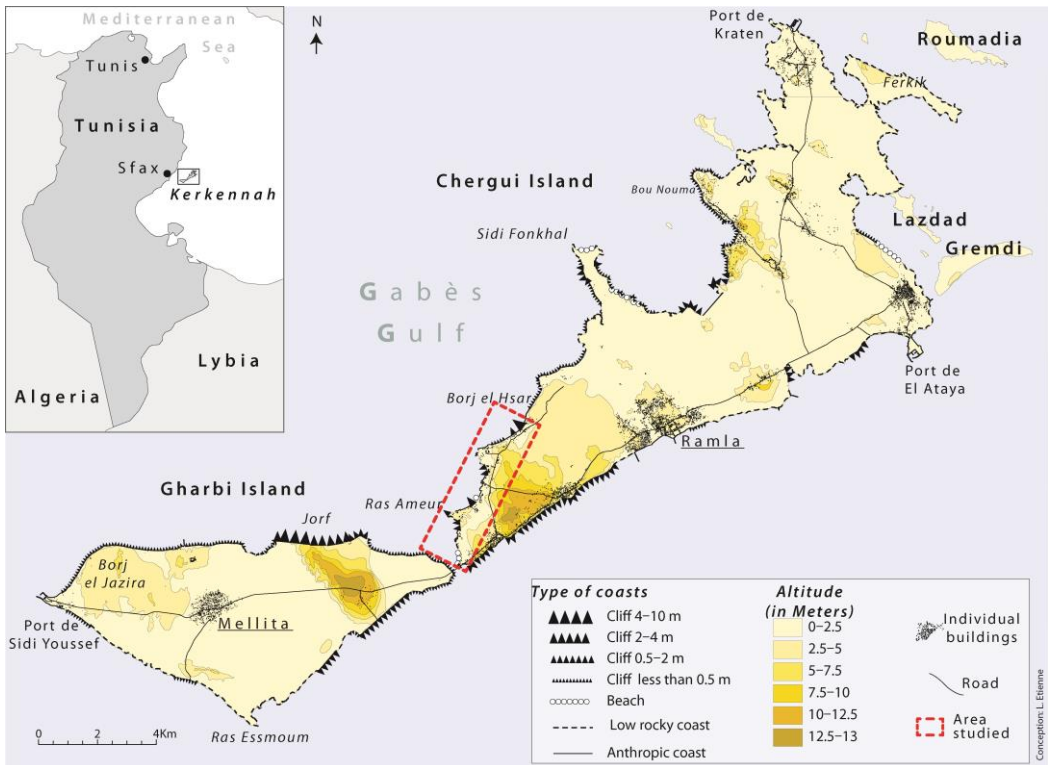 Mediterranean
Sea
Tunis
Tunisia
Sfax
Kerkennah
Algeria
Lybia
N
Port de
Kraten
Roumadia
Ferkik
Chergui Island
Bou Nouma
Sidi Fonkhal
Lazdad
Gremdi
Gabès
Gulf
Port de
El Ataya
Borj el Hsar
Ramla
Gharbi Island
Ras Ameur
Jorf
Borj
el Jazira
Mellita
Port de
Sidi Youssef
Ras Essmoum
0 2 4Km
Type of coasts
Cliff 4–10 m
Cliff 2–4 m
Cliff 0.5–2 m
Cliff less than 0.5 m
Beach
Low rocky coast
Anthropic coast
Altitude
(in Meters)
0–2.5
2.5–5
5–7.5
7.5–10
10–12.5
12.5–13
Individual
buildings
Road
Area
studied
Conception: L. Etienne